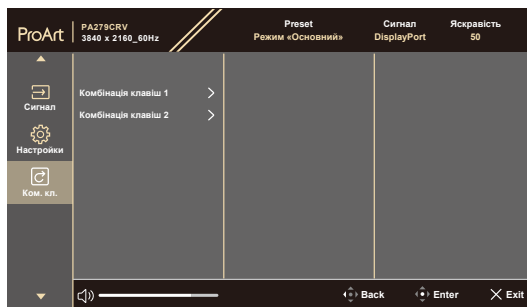 ProArt
PA279CRV
3840 x 2160_60Hz
Preset
Режим «Основний»
Сигнал
DisplayPort
Яскравість
50
Сигнал
Настройки
Ком. кл.
Комбінація клавіш 1
Комбінація клавіш 2
Back
Enter
Exit